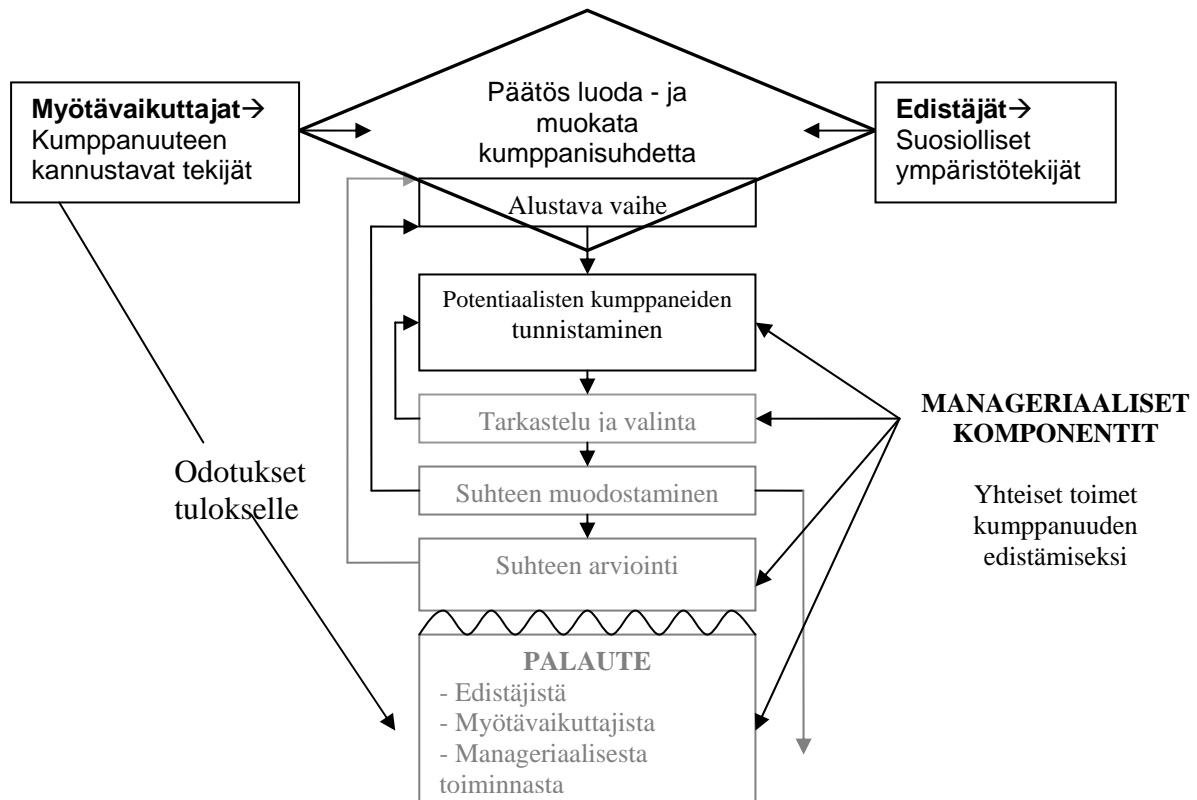 Myötävaikuttajat→
Kumppanuuteen
kannustavat tekijät
Päätös luoda - ja
muokata
kumppanisuhdetta
Edistäjät→
Suosiolliset
ympäristötekijät
Alustava vaihe
Potentiaalisten kumppaneiden
tunnistaminen
Tarkastelu ja valinta
Suhteen muodostaminen
Suhteen arviointi
MANAGERIAALISET
KOMPONENTIT
Yhteiset toimet
kumppanuuden
edistämiseksi
Odotukset
tulokselle
PALAUTE
- Edistäjistä
- Myötävaikuttajista
- Manageriaalisesta
toiminnasta